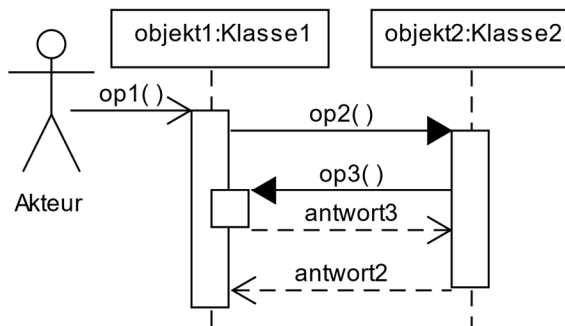 objekt1:Klasse1
objekt2:Klasse2
op1( )
op2( )
op3( )
Akteur
antwort3
antwort2